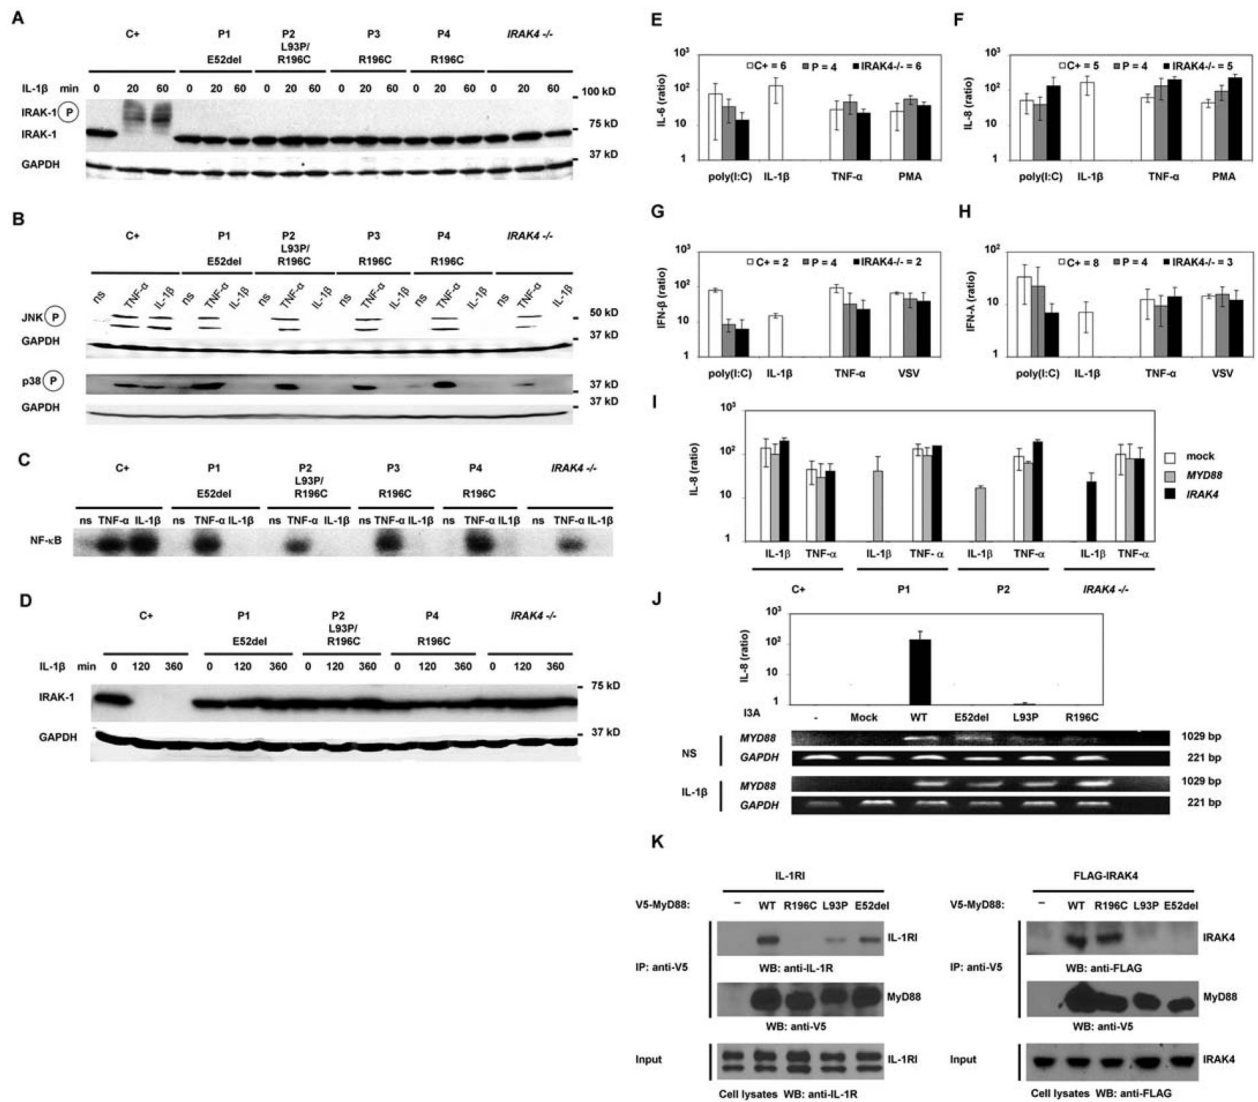 A
C+ P1 P2 P3 P4 IRAK4 -/-
L93P/
E52del R196C R196C R196C
IL-1β min 0 20 60 0 20 60 0 20 60 0 20 60 0 20 60 0 20 60
100 kD
IRAK-1 P
75 kD
IRAK-1
37 kD
GAPDH
B
C+ P1 P2 P3 P4 IRAK4 -/-
L93P/
E52del R196C R196C R196C
ns TNF-α IL-1β ns TNF-α IL-1β ns TNF-α IL-1β ns TNF-α IL-1β ns TNF-α IL-1β ns TNF-α IL-1β
JNK P
50 kD
37 kD
GAPDH
p38 P
37 kD
37 kD
GAPDH
C
C+ P1 P2 P3 P4 IRAK4 -/-
L93P/
E52del R196C R196C R196C
ns TNF-α IL-1β ns TNF-α IL-1β ns TNF-α IL-1β ns TNF-α IL-1β ns TNF-α IL1β ns TNF-α IL-1β
NF-κB
D
C+ P1 P2 P4 IRAK4 -/-
L93P/
E52del R196C R196C
IL-1β min 0 120 360 0 120 360 0 120 360 0 120 360 0 120 360
75 kD
IRAK-1
37 kD
GAPDH
E
IL-6 (ratio)
10³
10²
10
1
C+ = 6 P = 4 IRAK4-/- = 6
poly(I:C) IL-1β TNF-α PMA
F
IL-8 (ratio)
10³
10²
10
1
C+ = 5 P = 4 IRAK4-/- = 5
poly(I:C) IL-1β TNF-α PMA
G
IFN-β (ratio)
10³
10²
10
1
C+ = 2 P = 4 IRAK4-/- = 2
poly(I:C) IL-1β TNF-α VSV
H
IFN-λ (ratio)
10²
10
1
C+ = 8 P = 4 IRAK4-/- = 3
poly(I:C) IL-1β TNF-α VSV
I
IL-8 (ratio)
10³
10²
10
1
mock
MYD88
IRAK4
IL-1β TNF-α IL-1β TNF- α IL-1β TNF-α IL-1β TNF-α
C+ P1 P2 IRAK4 -/-
J
IL-8 (ratio)
10³
10²
10
1
I3A - Mock WT E52del L93P R196C
NS
MYD88 1029 bp
GAPDH 221 bp
IL-1β
MYD88 1029 bp
GAPDH 221 bp
K
IL-1RI
V5-MyD88: – WT R196C L93P E52del
IL-1RI
IP: anti-V5
WB: anti-IL-1R
MyD88
WB: anti-V5
Input
IL-1RI
Cell lysates WB: anti-IL-1R
FLAG-IRAK4
V5-MyD88: – WT R196C L93P E52del
IRAK4
IP: anti-V5
WB: anti-FLAG
MyD88
WB: anti-V5
Input
IRAK4
Cell lysates WB: anti-FLAG